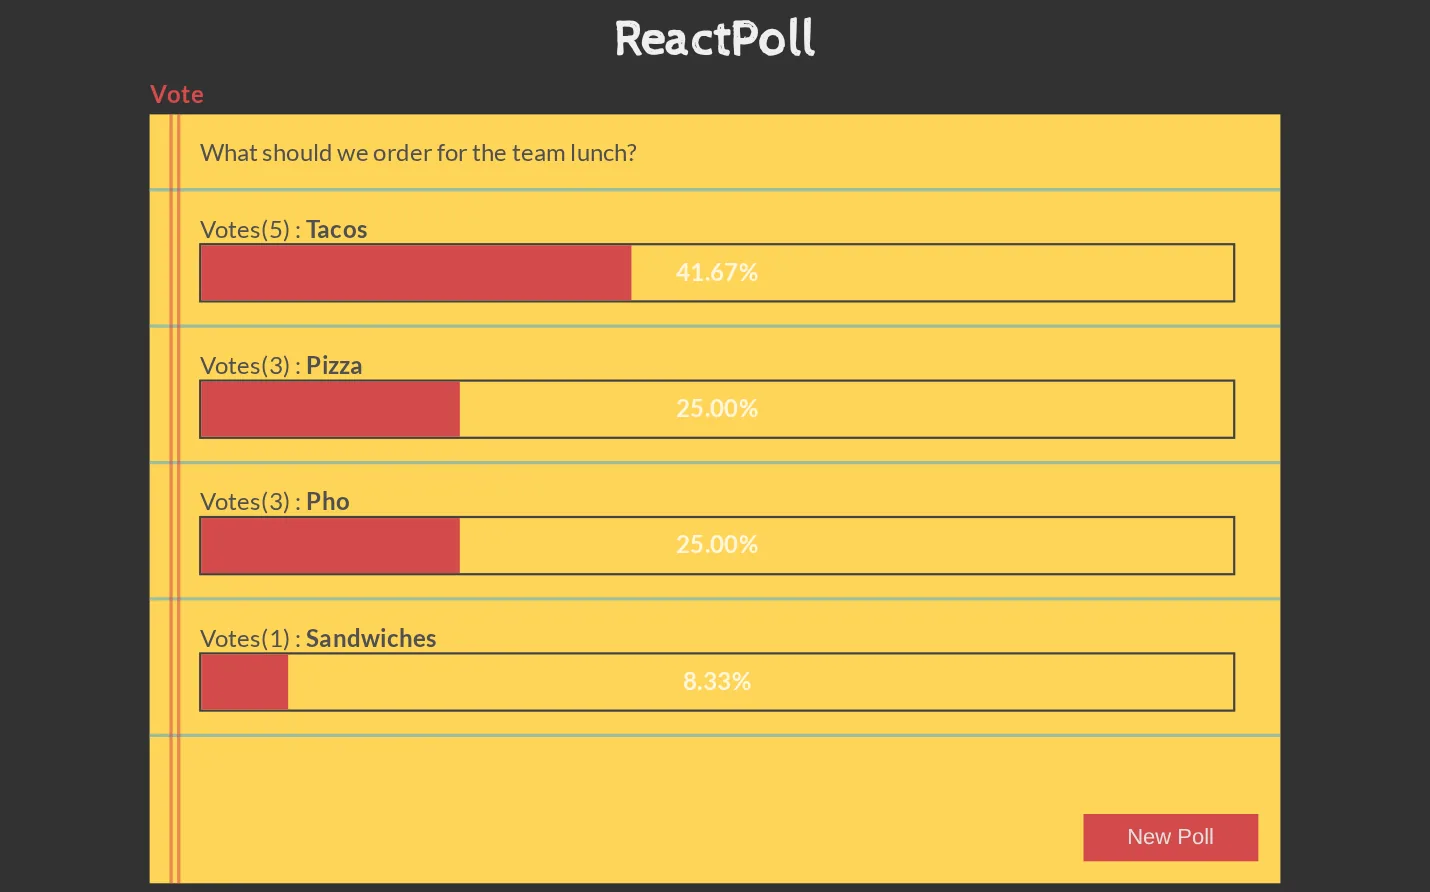 ReactPoll
Vote
What should we order for the team lunch?
Votes(5) : Tacos
41.67%
Votes(3) : Pizza
25.00%
Votes(3) : Pho
25.00%
Votes(1) : Sandwiches
8.33%
New Poll